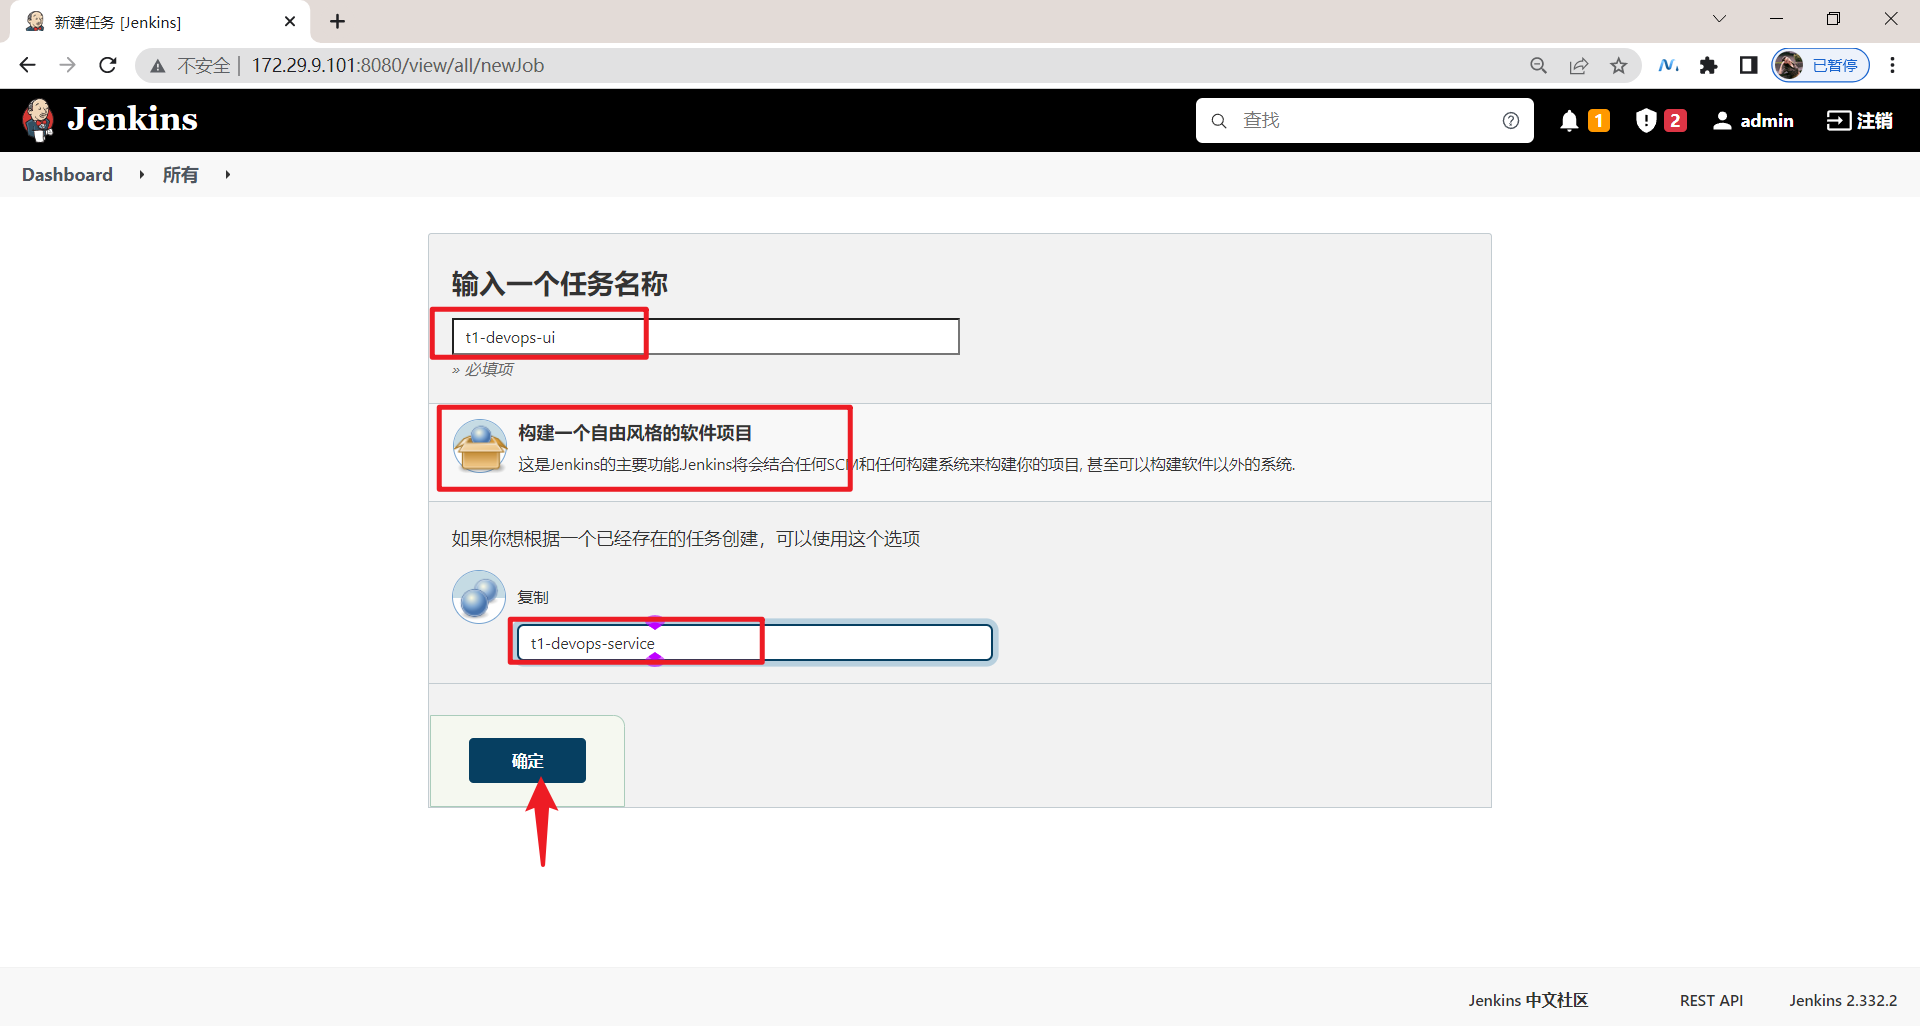 新建任务 [Jenkins]
不安全 | 172.29.9.101:8080/view/all/newJob
已暂停
Jenkins
查找
1
2
admin
注销
Dashboard
所有
输入一个任务名称
t1-devops-ui
» 必填项
构建一个自由风格的软件项目
这是Jenkins的主要功能.Jenkins将会结合任何SCM和任何构建系统来构建你的项目, 甚至可以构建软件以外的系统.
如果你想根据一个已经存在的任务创建，可以使用这个选项
复制
t1-devops-service
确定
Jenkins 中文社区
REST API
Jenkins 2.332.2